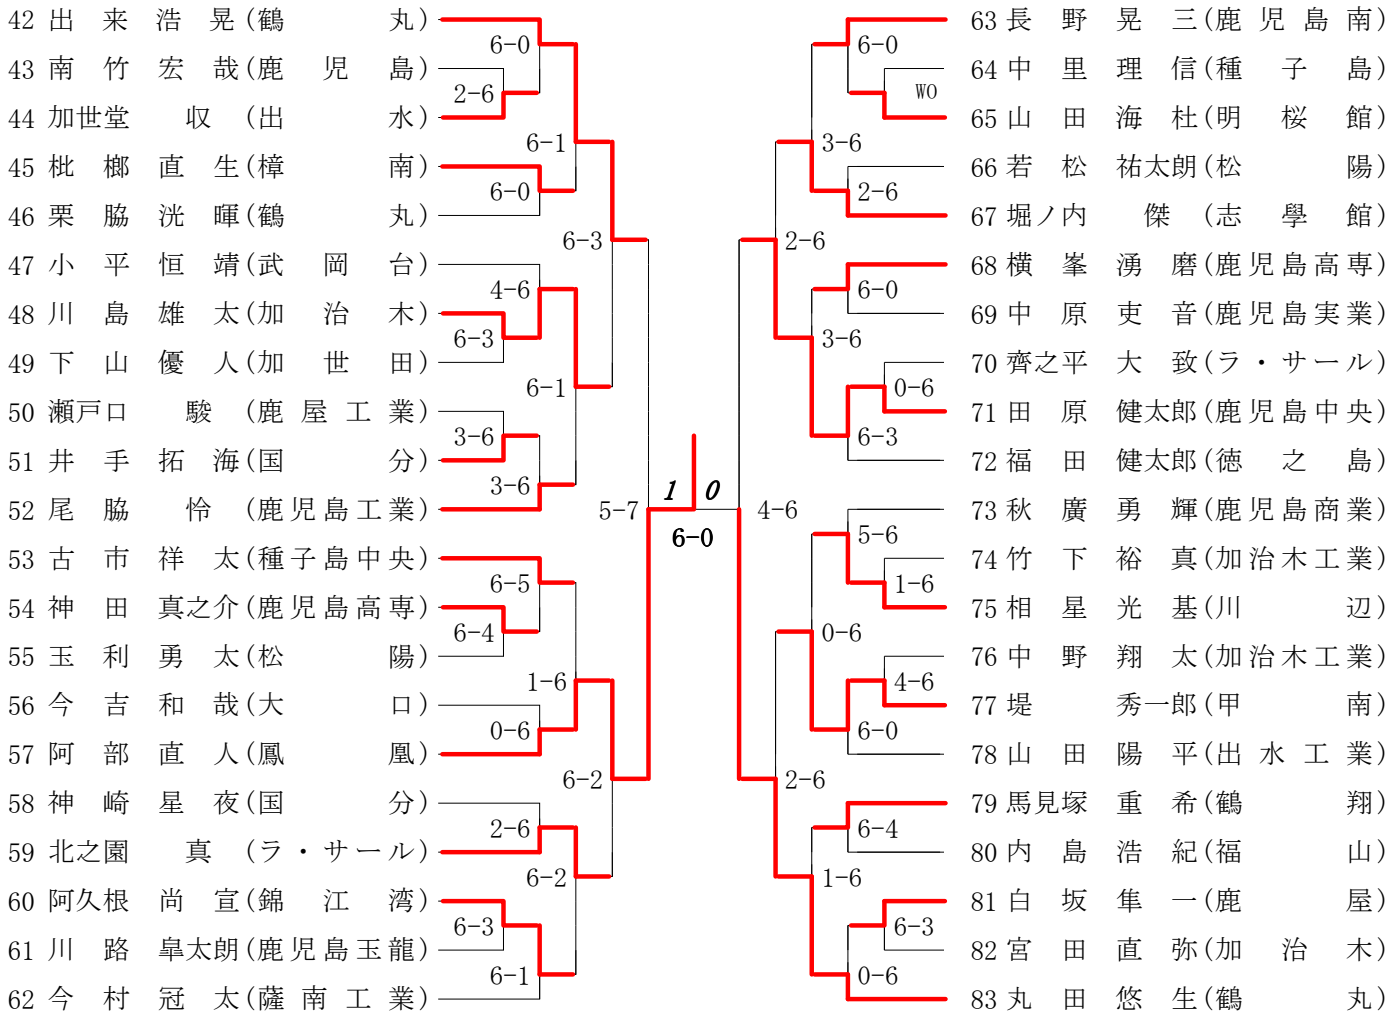 42 出来浩晃(鶴丸)
6-0
43 南竹宏哉(鹿児島)
2-6
44 加世堂収(出水)
6-1
45 枇榔直生(樟南)
6-0
46 栗脇洸暉(鶴丸)
6-3
47 小平恒靖(武岡台)
4-6
48 川島雄太(加治木)
6-3
49 下山優人(加世田)
6-1
50 瀬戸口駿(鹿屋工業)
3-6
51 井手拓海(国分)
3-6
52 尾脇怜(鹿児島工業)
5-7
53 古市祥太(種子島中央)
6-5
54 神田真之介(鹿児島高専)
6-4
55 玉利勇太(松陽)
1-6
56 今吉和哉(大口)
0-6
57 阿部直人(鳳凰)
6-2
58 神崎星夜(国分)
2-6
59 北之園真(ラ・サール)
6-2
60 阿久根尚宣(錦江湾)
6-3
61 川路皐太朗(鹿児島玉龍)
6-1
62 今村冠太(薩南工業)
1 0
6-0
63 長野晃三(鹿児島南)
6-0
64 中里理信(種子島)
WO
65 山田海杜(明桜館)
3-6
66 若松祐太朗(松陽)
2-6
67 堀ノ内傑(志學館)
2-6
68 横峯湧磨(鹿児島高専)
6-0
69 中原吏音(鹿児島実業)
3-6
70 齊之平大致(ラ・サール)
0-6
71 田原健太郎(鹿児島中央)
6-3
72 福田健太郎(徳之島)
4-6
73 秋廣勇輝(鹿児島商業)
5-6
74 竹下裕真(加治木工業)
1-6
75 相星光基(川辺)
0-6
76 中野翔太(加治木工業)
4-6
77 堤秀一郎(甲南)
6-0
78 山田陽平(出水工業)
2-6
79 馬見塚重希(鶴翔)
6-4
80 内島浩紀(福山)
1-6
81 白坂隼一(鹿屋)
6-3
82 宮田直弥(加治木)
0-6
83 丸田悠生(鶴丸)